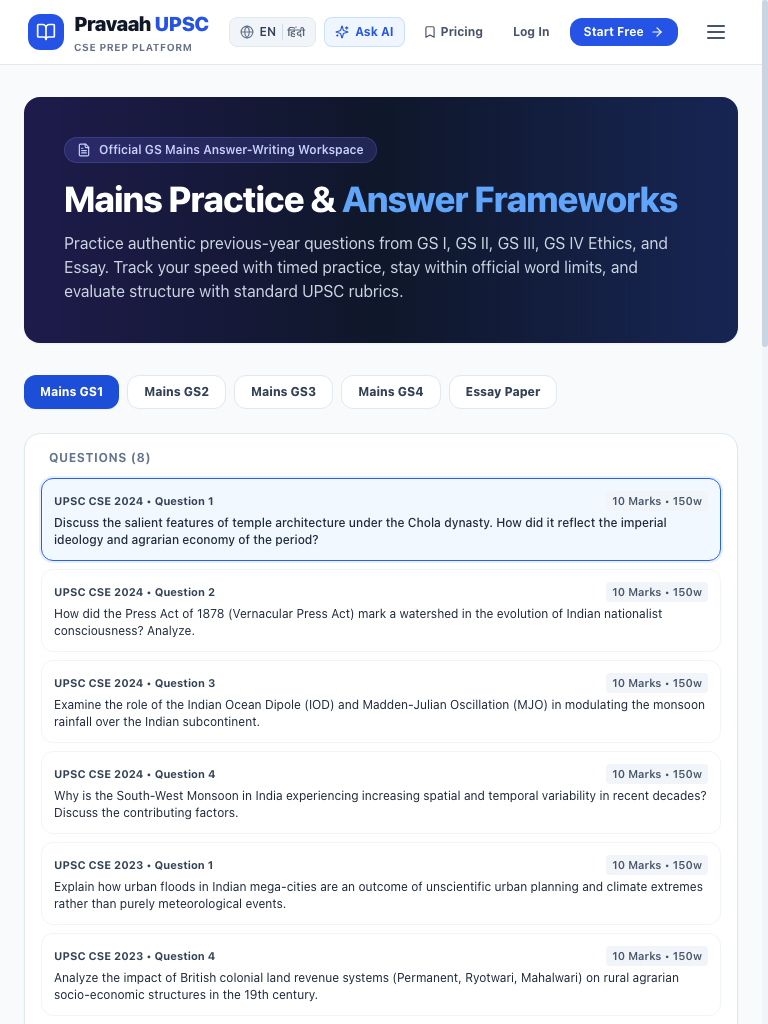 Pravaah UPSC
CSE PREP PLATFORM
EN हिंदी
Ask AI
Pricing
Log In
Start Free
Official GS Mains Answer-Writing Workspace
Mains Practice & Answer Frameworks
Practice authentic previous-year questions from GS I, GS II, GS III, GS IV Ethics, and
Essay. Track your speed with timed practice, stay within official word limits, and
evaluate structure with standard UPSC rubrics.
Mains GS1
Mains GS2
Mains GS3
Mains GS4
Essay Paper
QUESTIONS (8)
UPSC CSE 2024 • Question 1
10 Marks • 150w
Discuss the salient features of temple architecture under the Chola dynasty. How did it reflect the imperial
ideology and agrarian economy of the period?
UPSC CSE 2024 • Question 2
10 Marks • 150w
How did the Press Act of 1878 (Vernacular Press Act) mark a watershed in the evolution of Indian nationalist
consciousness? Analyze.
UPSC CSE 2024 • Question 3
10 Marks • 150w
Examine the role of the Indian Ocean Dipole (IOD) and Madden-Julian Oscillation (MJO) in modulating the monsoon
rainfall over the Indian subcontinent.
UPSC CSE 2024 • Question 4
10 Marks • 150w
Why is the South-West Monsoon in India experiencing increasing spatial and temporal variability in recent decades?
Discuss the contributing factors.
UPSC CSE 2023 • Question 1
10 Marks • 150w
Explain how urban floods in Indian mega-cities are an outcome of unscientific urban planning and climate extremes
rather than purely meteorological events.
UPSC CSE 2023 • Question 4
10 Marks • 150w
Analyze the impact of British colonial land revenue systems (Permanent, Ryotwari, Mahalwari) on rural agrarian
socio-economic structures in the 19th century.